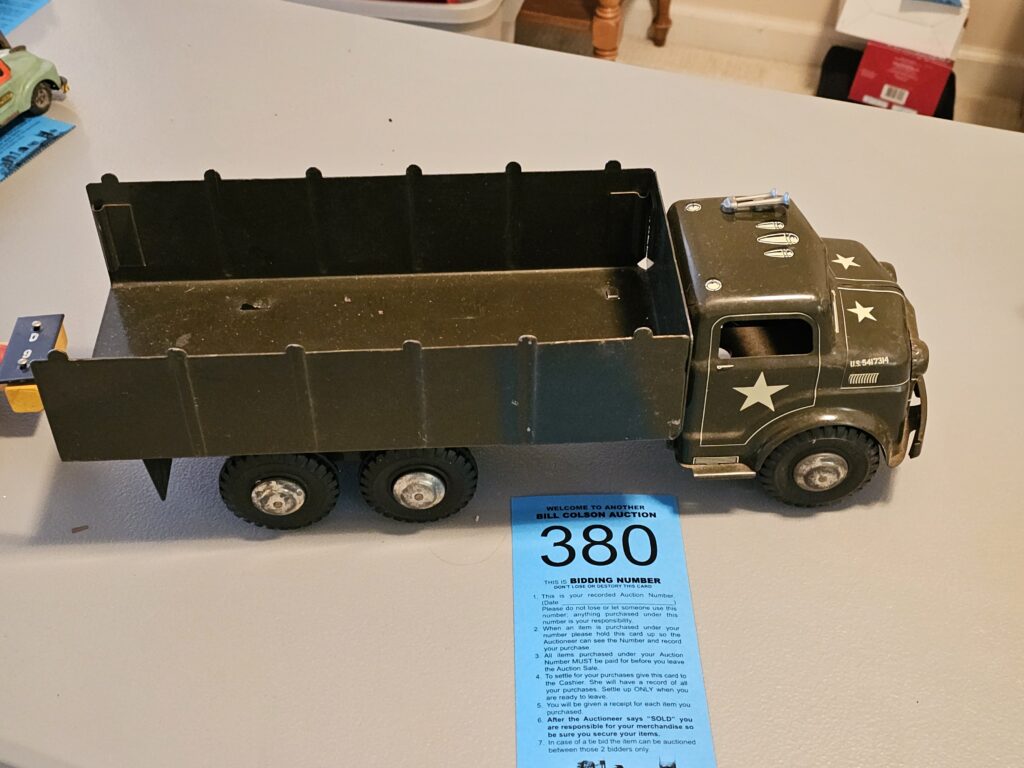 U.S. 5417314
WELCOME TO ANOTHER
BILL COLSON AUCTION
380
THIS IS BIDDING NUMBER
DON'T LOSE OR DESTORY THIS CARD
1. This is your recorded Auction Number.
(Date )
Please do not lose or let someone use this
number; anything purchased under this
number is your responsibility.
2. When an item is purchased under your
number please hold this card up so the
Auctioneer can see the Number and record
your purchase.
3. All items purchased under your Auction
Number MUST be paid for before you leave
the Auction Sale.
4. To settle for your purchases give this card to
the Cashier. She will have a record of all
your purchases. Settle up ONLY when you
are ready to leave.
5. You will be given a receipt for each item you
purchased.
6. After the Auctioneer says "SOLD" you
are responsible for your merchandise so
be sure you secure your items.
7. In case of a tie bid the item can be auctioned
between those 2 bidders only.